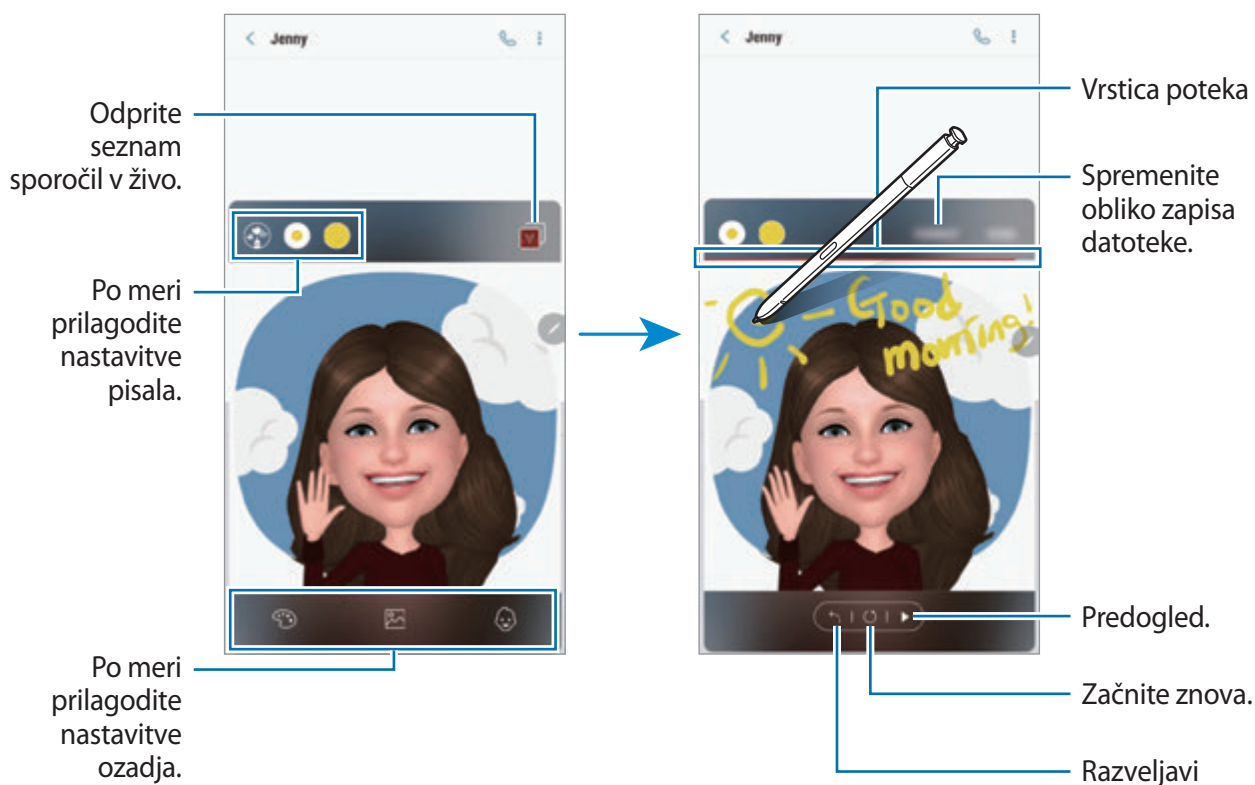 Jenny
Odprite
seznam
sporočil v živo.
Po meri
prilagodite
nastavitve
pisala.
Po meri
prilagodite
nastavitve
ozadja.
Jenny
Vrstica poteka
Spremenite
obliko zapisa
datoteke.
Good
morning!
Predogled.
Začnite znova.
Razveljavi